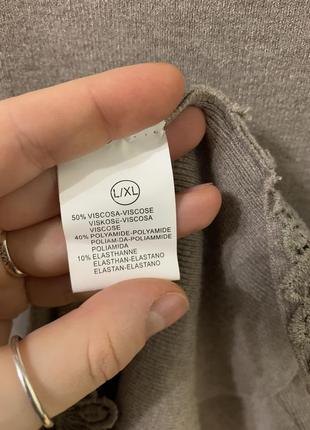 L/XL
50% VISCOSA-VISCOSE
VISKOSE-VISCOSA
VISCOSE
40% POLYAMIDE-POLYAMIDE
POLIAMIDA-POLIAMMIDE
POLIAMIDA
10% ELASTHANNE
ELASTHAN-ELASTANO
ELASTAN-ELASTANO